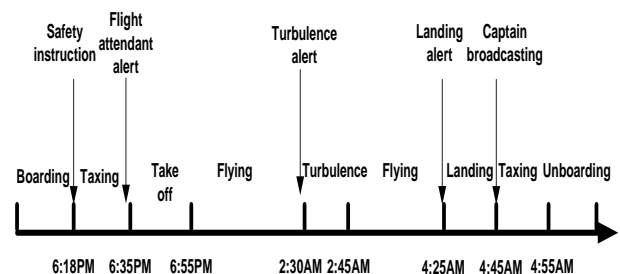 Safety
instruction
Flight
attendant
alert
Turbulence
alert
Landing
alert
Captain
broadcasting
Boarding
Taxing
Take
off
Flying
Turbulence
Flying
Landing
Taxing
Unboarding
6:18PM
6:35PM
6:55PM
2:30AM
2:45AM
4:25AM
4:45AM
4:55AM